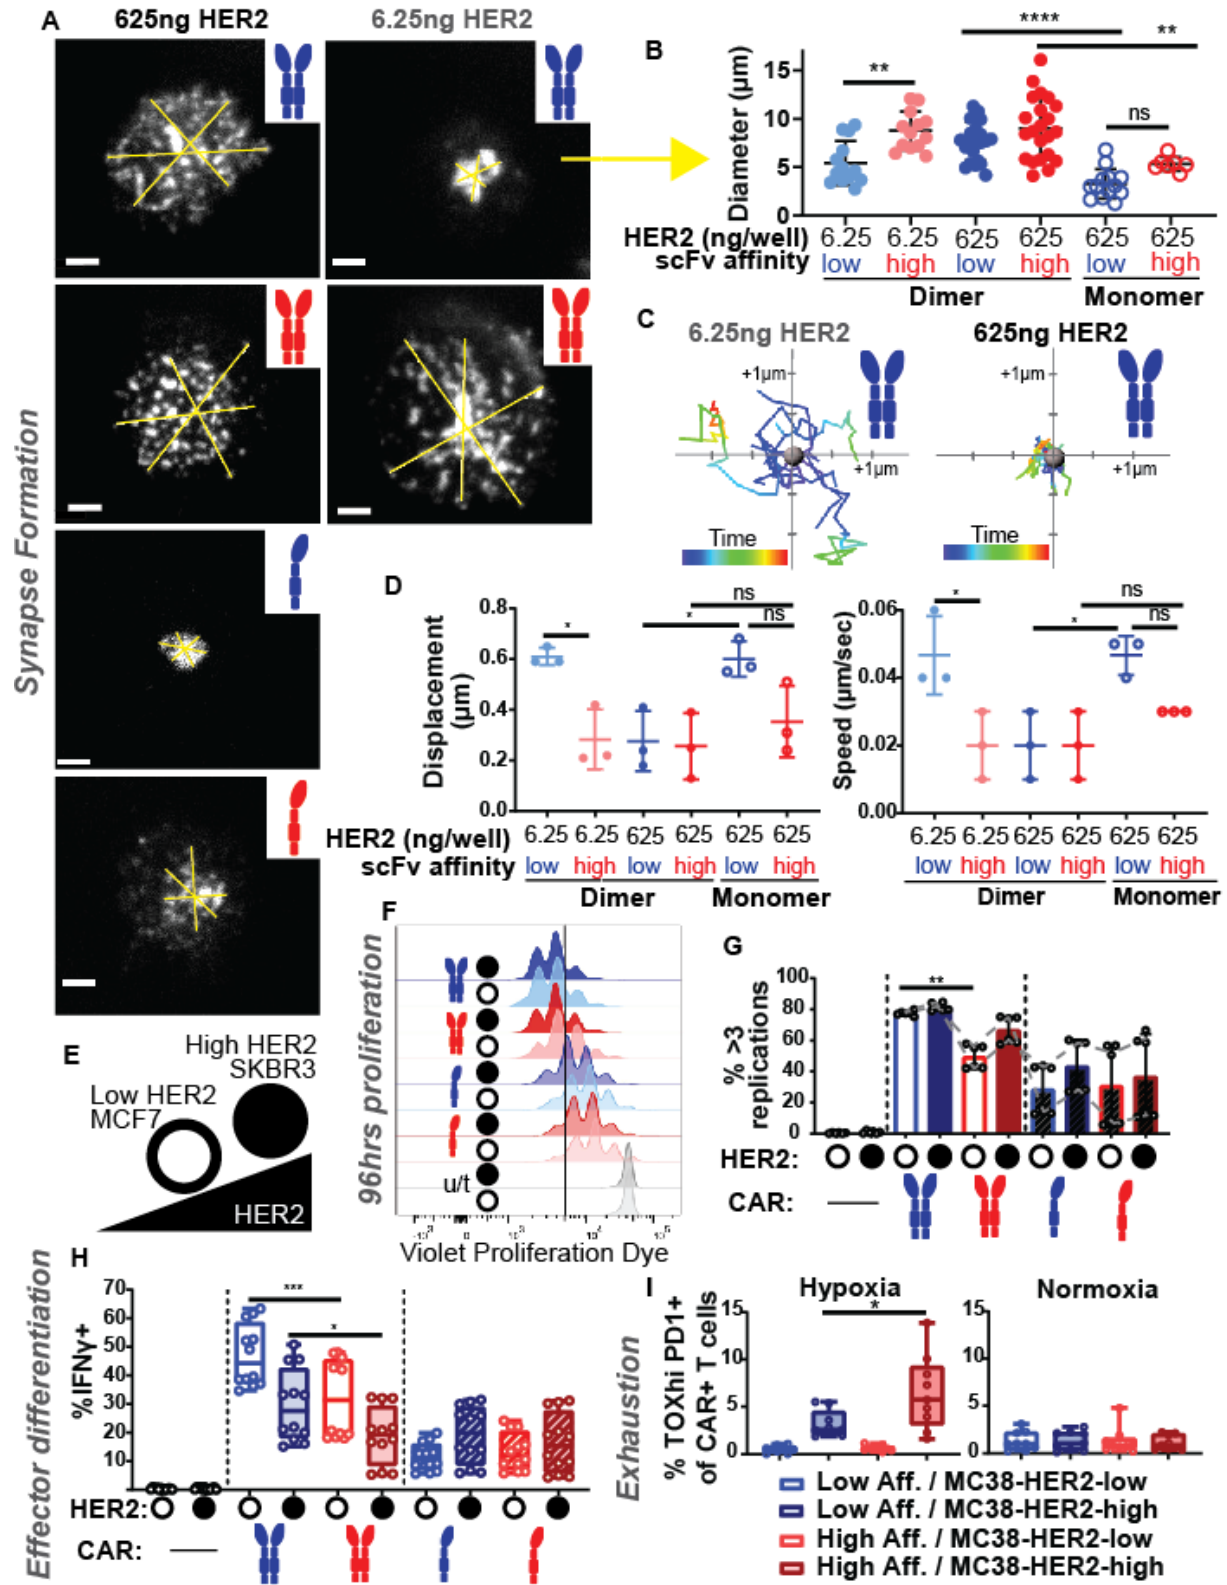 A
625ng HER2
6.25ng HER2
Synapse Formation
B
Diameter (µm)
15
10
5
0
**
****
**
ns
HER2 (ng/well)
6.25 6.25 625 625 625 625
scFv affinity
low high low high low high
Dimer Monomer
C
6.25ng HER2
625ng HER2
+1µm
+1µm
+1µm
+1µm
Time
Time
D
Displacement
(µm)
0.8
0.6
0.4
0.2
0.0
*
*
ns
ns
HER2 (ng/well)
6.25 6.25 625 625 625 625
scFv affinity
low high low high low high
Dimer Monomer
Speed (µm/sec)
0.06
0.04
0.02
0.00
*
*
ns
ns
6.25 6.25 625 625 625 625
low high low high low high
Dimer Monomer
E
High HER2
SKBR3
Low HER2
MCF7
HER2
F
96hrs proliferation
u/t
-10³ 0 10³ 10⁴ 10⁵
Violet Proliferation Dye
G
% >3
replications
100
80
60
40
20
0
**
HER2:
CAR:
Effector differentiation
H
%IFNγ+
70
60
50
40
30
20
10
***
*
HER2:
CAR:
Exhaustion
I
Hypoxia
Normoxia
% TOXhi PD1+
of CAR+ T cells
15
10
5
0
*
15
10
5
0
Low Aff. / MC38-HER2-low
Low Aff. / MC38-HER2-high
High Aff. / MC38-HER2-low
High Aff. / MC38-HER2-high